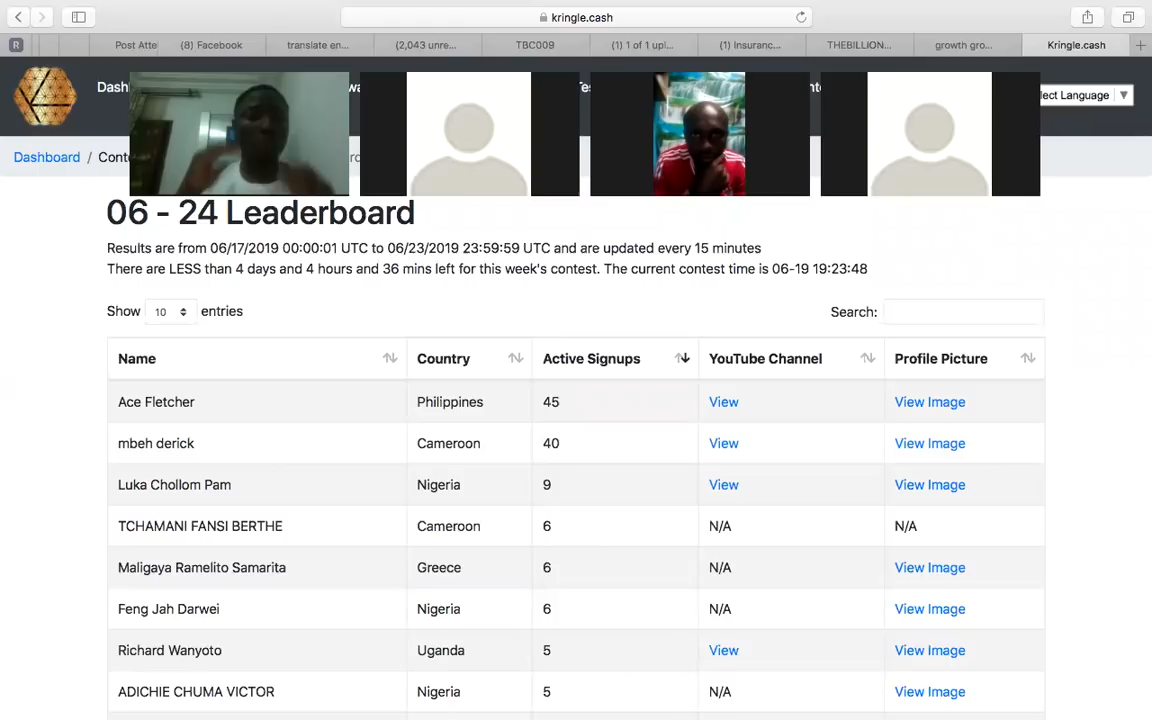 kringle.cash
R
Post Atte
(8) Facebook
translate en...
(2,043 unre...
TBC009
(1) 1 of 1 upl...
(1) Insuranc...
THEBILLION...
growth gro...
Kringle.cash
Dashl
lect Language ▼
Dashboard / Conte
06 - 24 Leaderboard
Results are from 06/17/2019 00:00:01 UTC to 06/23/2019 23:59:59 UTC and are updated every 15 minutes
There are LESS than 4 days and 4 hours and 36 mins left for this week's contest. The current contest time is 06-19 19:23:48
Show 10 entries
Search:
Name Country Active Signups YouTube Channel Profile Picture
Ace Fletcher Philippines 45 View View Image
mbeh derick Cameroon 40 View View Image
Luka Chollom Pam Nigeria 9 View View Image
TCHAMANI FANSI BERTHE Cameroon 6 N/A N/A
Maligaya Ramelito Samarita Greece 6 N/A View Image
Feng Jah Darwei Nigeria 6 N/A View Image
Richard Wanyoto Uganda 5 View View Image
ADICHIE CHUMA VICTOR Nigeria 5 N/A View Image